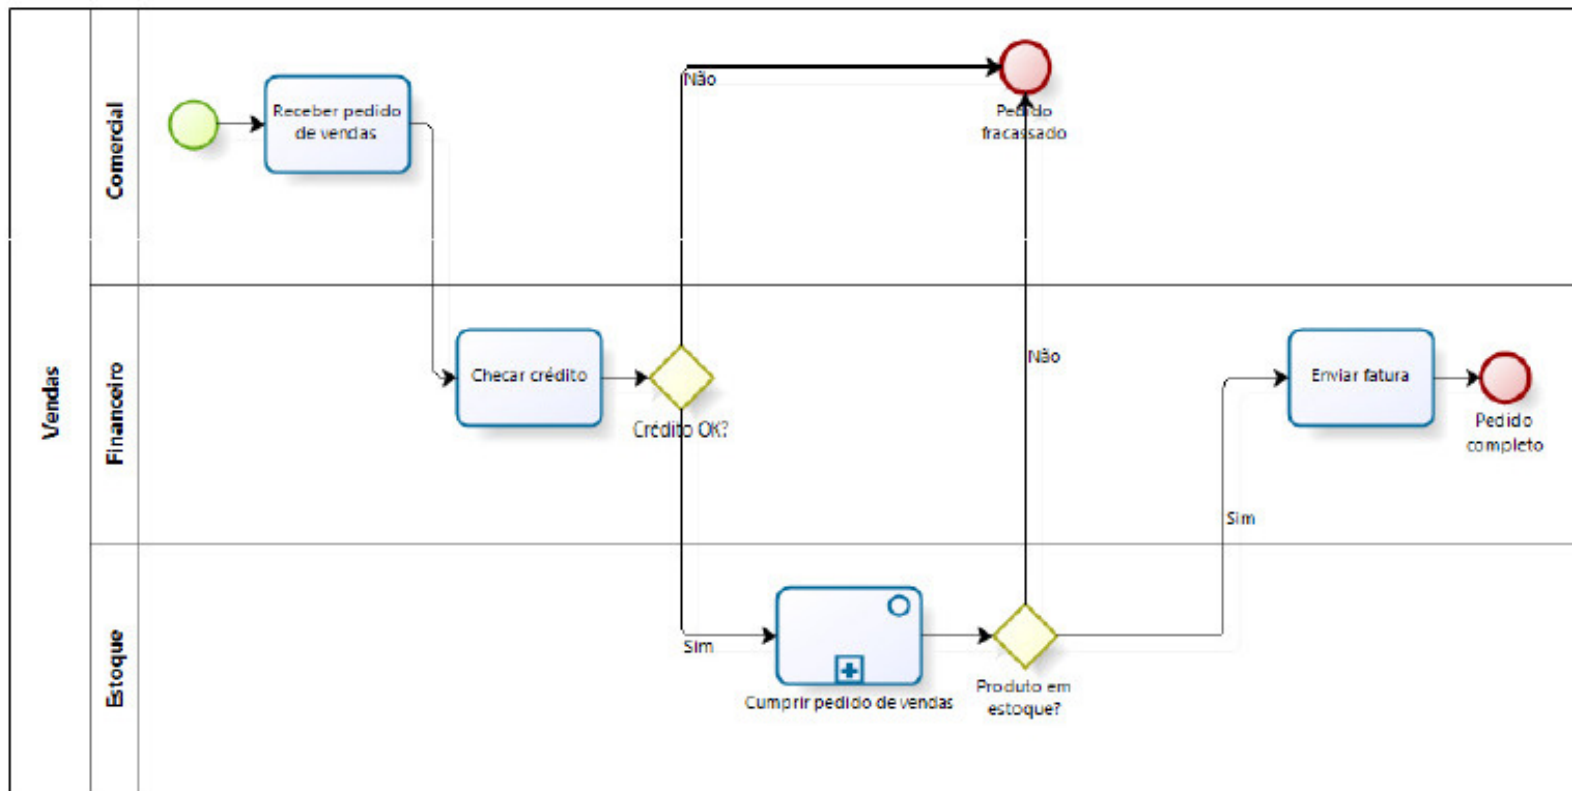 Vendas
Comercial
Receber pedido
de vendas
Não
Pedido
fracassado
Financeiro
Checar crédito
Crédito OK?
Não
Enviar fatura
Pedido
completo
Sim
Estoque
Sim
Cumprir pedido de vendas
Produto em
estoque?